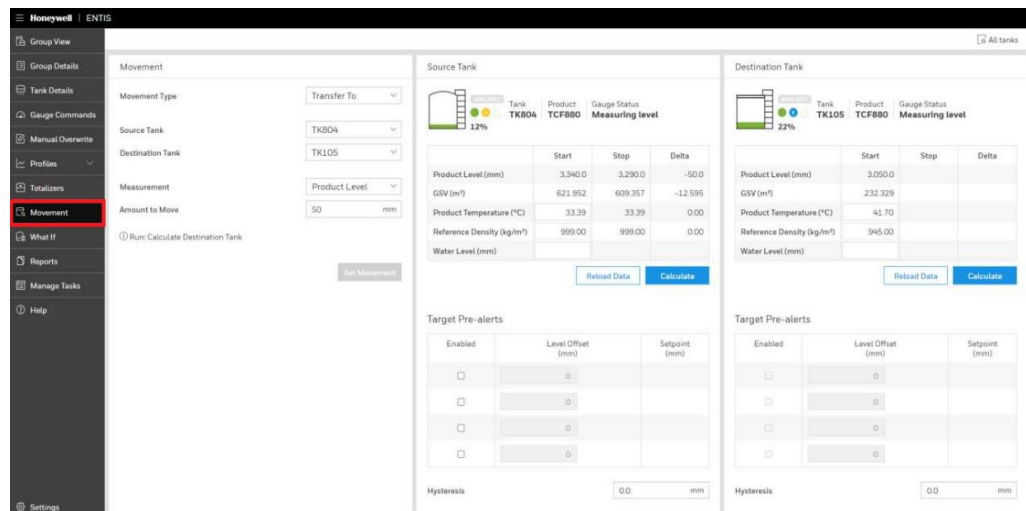 Honeywell | ENTIS
Group View
Group Details
Tank Details
Gauge Commands
Manual Overwrite
Profiles
Totalizers
Movement
What If
Reports
Manage Tasks
Help
Settings
All tanks
Movement
Movement Type Transfer To
Source Tank TK804
Destination Tank TK105
Measurement Product Level
Amount to Move 50 mm
Run: Calculate Destination Tank
Set Movement
Source Tank
Tank Product Gauge Status
TK804 TCF880 Measuring level
12%
Start Stop Delta
Product Level (mm) 3,340.0 3,290.0 -50.0
GSV (m³) 621.952 609.357 -12.595
Product Temperature (°C) 33.39 33.39 0.00
Reference Density (kg/m³) 999.00 999.00 0.00
Water Level (mm)
Reload Data Calculate
Target Pre-alerts
Enabled Level Offset (mm) Setpoint (mm)
0
0
0
0
Hysteresis 0.0 mm
Destination Tank
Tank Product Gauge Status
TK105 TCF880 Measuring level
22%
Start Stop Delta
Product Level (mm) 3,050.0
GSV (m³) 232.329
Product Temperature (°C) 41.70
Reference Density (kg/m³) 945.00
Water Level (mm)
Reload Data Calculate
Target Pre-alerts
Enabled Level Offset (mm) Setpoint (mm)
0
0
0
0
Hysteresis 0.0 mm